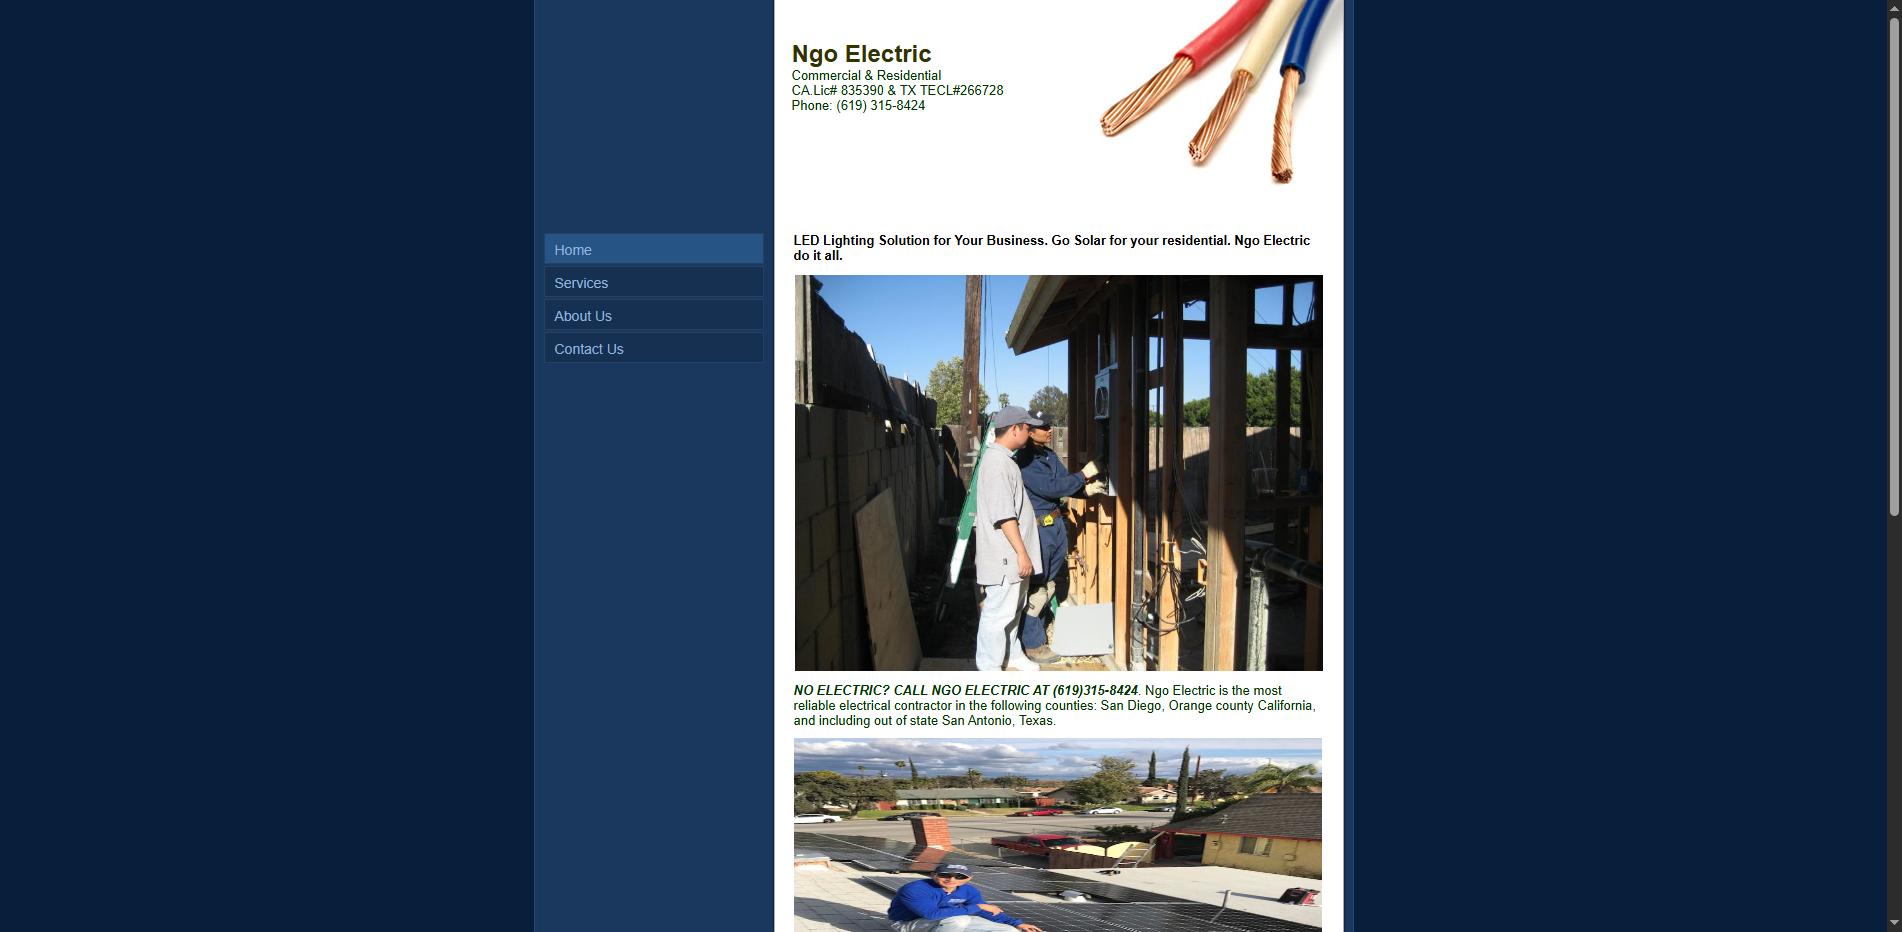 Ngo Electric
Commercial & Residential
CA.Lic# 835390 & TX TECL#266728
Phone: (619) 315-8424
Home
Services
About Us
Contact Us
LED Lighting Solution for Your Business. Go Solar for your residential. Ngo Electric
do it all.
NO ELECTRIC? CALL NGO ELECTRIC AT (619)315-8424. Ngo Electric is the most
reliable electrical contractor in the following counties: San Diego, Orange county California,
and including out of state San Antonio, Texas.